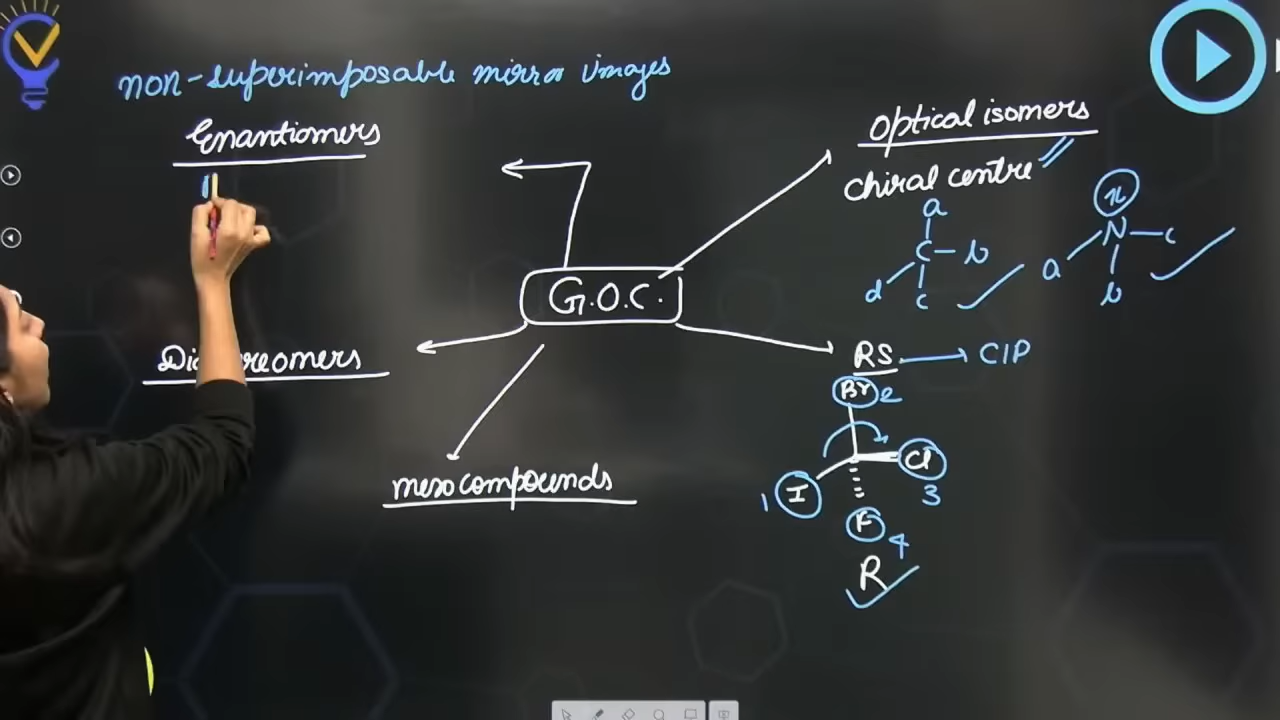 non-superimposable mirror images
Enantiomers
optical isomers
chiral centre
a
C
b
d
c
n
N
c
a
b
G.O.C.
RS
CIP
Br
2
Cl
3
I
1
F
4
R
meso compounds